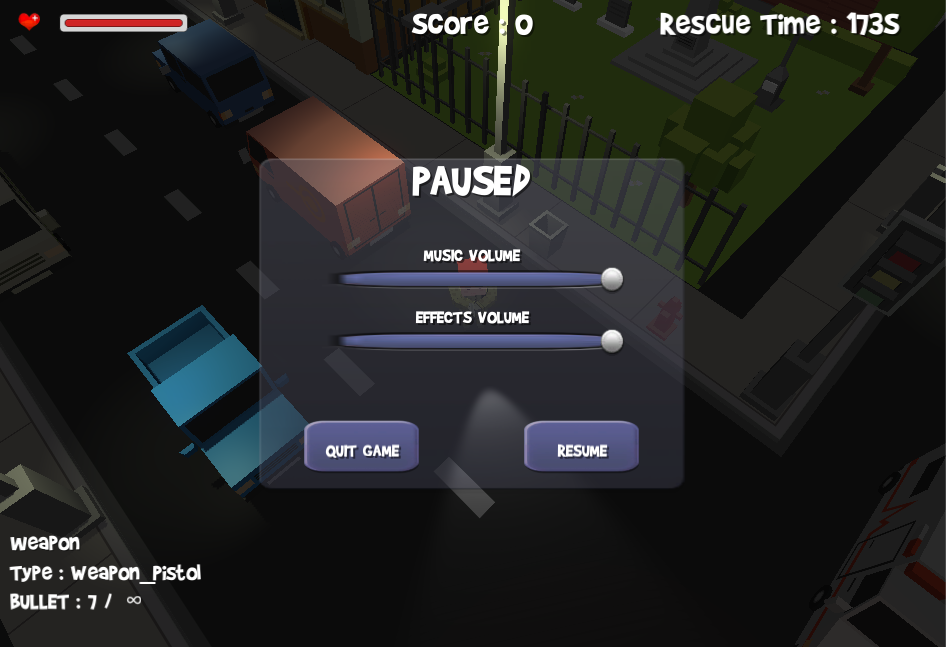 Score : 0
Rescue Time : 173S
PAUSED
MUSIC VOLUME
EFFECTS VOLUME
QUIT GAME
RESUME
Weapon
Type : Weapon_Pistol
BULLET : 7 / ∞